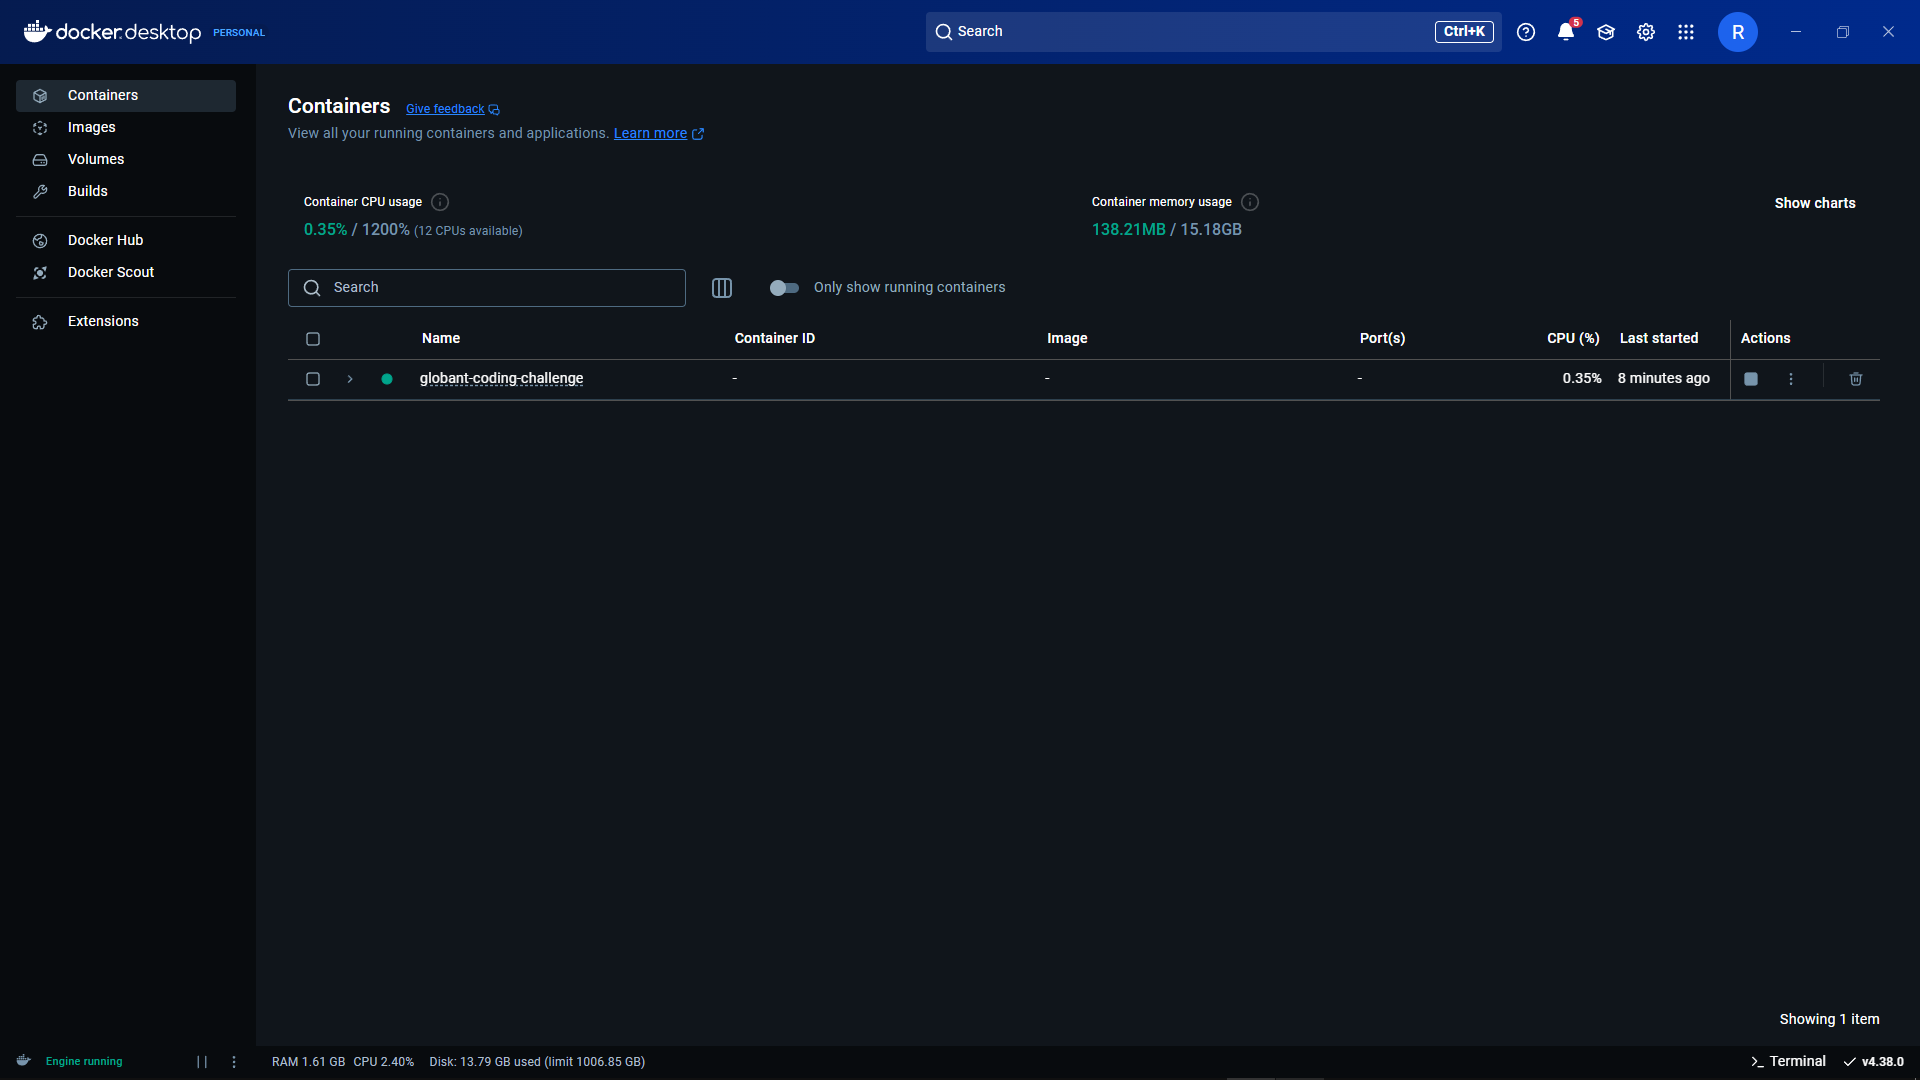 docker.desktop PERSONAL
Search Ctrl+K
5
R
Containers
Images
Volumes
Builds
Docker Hub
Docker Scout
Extensions
Containers Give feedback
View all your running containers and applications. Learn more
Container CPU usage
0.35% / 1200% (12 CPUs available)
Container memory usage
138.21MB / 15.18GB
Show charts
Search
Only show running containers
Name Container ID Image Port(s) CPU (%) Last started Actions
globant-coding-challenge - - - 0.35% 8 minutes ago
Showing 1 item
Engine running
RAM 1.61 GB CPU 2.40% Disk: 13.79 GB used (limit 1006.85 GB)
Terminal v4.38.0